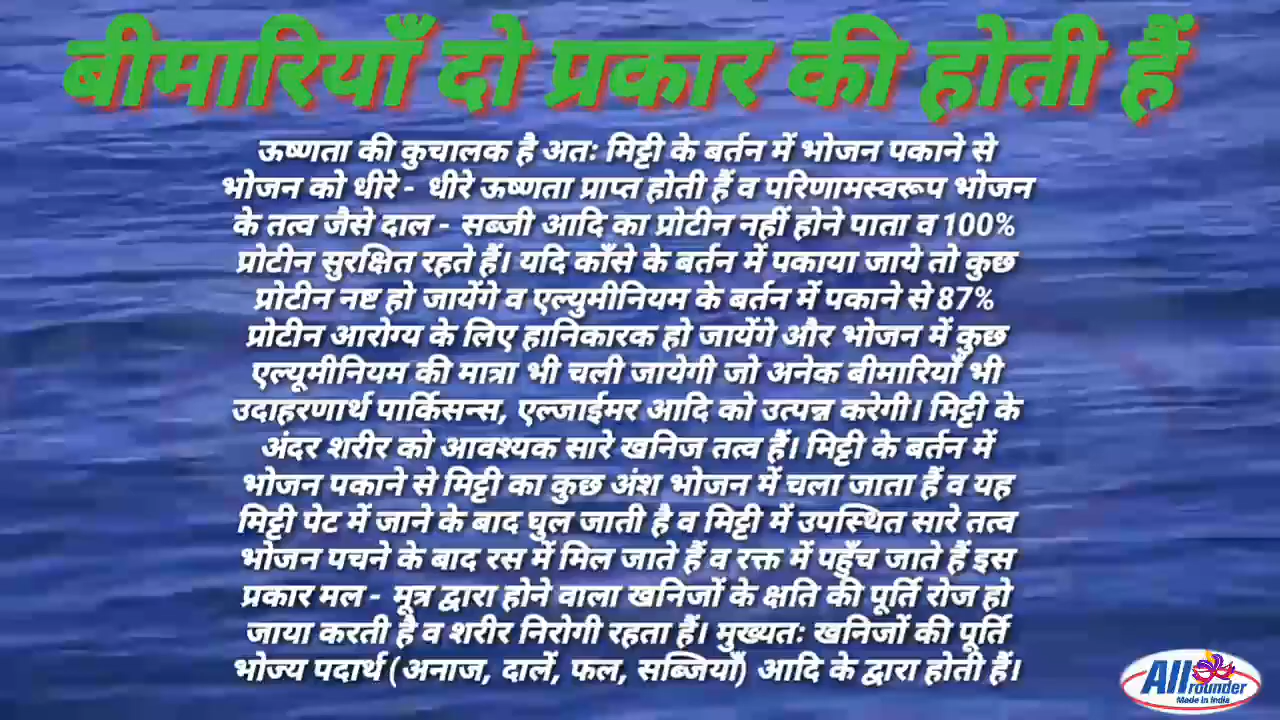 बीमारियाँ दो प्रकार की होती हैं
ऊष्णता की कुचालक है अतः मिट्टी के बर्तन में भोजन पकाने से
भोजन को धीरे - धीरे ऊष्णता प्राप्त होती हैं व परिणामस्वरूप भोजन
के तत्व जैसे दाल - सब्जी आदि का प्रोटीन नहीं होने पाता व 100%
प्रोटीन सुरक्षित रहते हैं। यदि काँसे के बर्तन में पकाया जाये तो कुछ
प्रोटीन नष्ट हो जायेंगे व एल्युमीनियम के बर्तन में पकाने से 87%
प्रोटीन आरोग्य के लिए हानिकारक हो जायेंगे और भोजन में कुछ
एल्यूमीनियम की मात्रा भी चली जायेगी जो अनेक बीमारियाँ भी
उदाहरणार्थ पार्किसन्स, एल्जाईमर आदि को उत्पन्न करेगी। मिट्टी के
अंदर शरीर को आवश्यक सारे खनिज तत्व हैं। मिट्टी के बर्तन में
भोजन पकाने से मिट्टी का कुछ अंश भोजन में चला जाता हैं व यह
मिट्टी पेट में जाने के बाद घुल जाती है व मिट्टी में उपस्थित सारे तत्व
भोजन पचने के बाद रस में मिल जाते हैं व रक्त में पहुँच जाते हैं इस
प्रकार मल - मूत्र द्वारा होने वाला खनिजों के क्षति की पूर्ति रोज हो
जाया करती है व शरीर निरोगी रहता हैं। मुख्यतः खनिजों की पूर्ति
भोज्य पदार्थ (अनाज, दालें, फल, सब्जियाँ) आदि के द्वारा होती हैं।
All rounder
Made in India